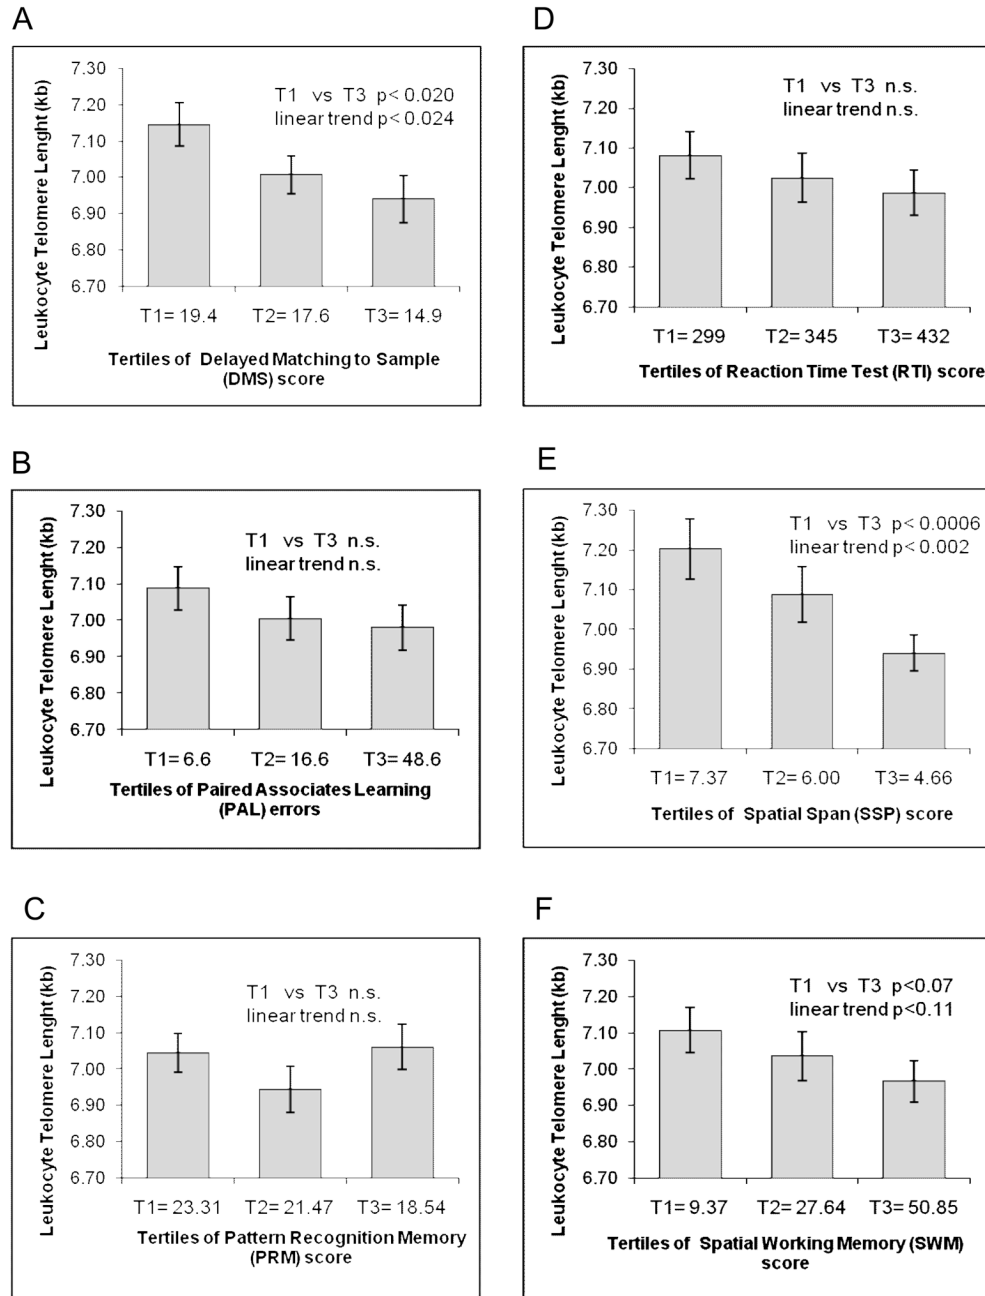 A
Leukocyte Telomere Lenght (kb)
7.30
7.20
7.10
7.00
6.90
6.80
6.70
T1 vs T3 p< 0.020
linear trend p< 0.024
T1= 19.4 T2= 17.6 T3= 14.9
Tertiles of Delayed Matching to Sample
(DMS) score
D
Leukocyte Telomere Lenght (kb)
7.30
7.20
7.10
7.00
6.90
6.80
6.70
T1 vs T3 n.s.
linear trend n.s.
T1= 299 T2= 345 T3= 432
Tertiles of Reaction Time Test (RTI) score
B
Leukocyte Telomere Lenght (kb)
7.30
7.20
7.10
7.00
6.90
6.80
6.70
T1 vs T3 n.s.
linear trend n.s.
T1= 6.6 T2= 16.6 T3= 48.6
Tertiles of Paired Associates Learning
(PAL) errors
E
Leukocyte Telomere Lenght (kb)
7.30
7.20
7.10
7.00
6.90
6.80
6.70
T1 vs T3 p< 0.0006
linear trend p< 0.002
T1= 7.37 T2= 6.00 T3= 4.66
Tertiles of Spatial Span (SSP) score
C
Leukocyte Telomere Lenght (kb)
7.30
7.20
7.10
7.00
6.90
6.80
6.70
T1 vs T3 n.s.
linear trend n.s.
T1= 23.31 T2= 21.47 T3= 18.54
Tertiles of Pattern Recognition Memory
(PRM) score
F
Leukocyte Telomere Lenght (kb)
7.30
7.20
7.10
7.00
6.90
6.80
6.70
T1 vs T3 p<0.07
linear trend p<0.11
T1= 9.37 T2= 27.64 T3= 50.85
Tertiles of Spatial Working Memory (SWM)
score